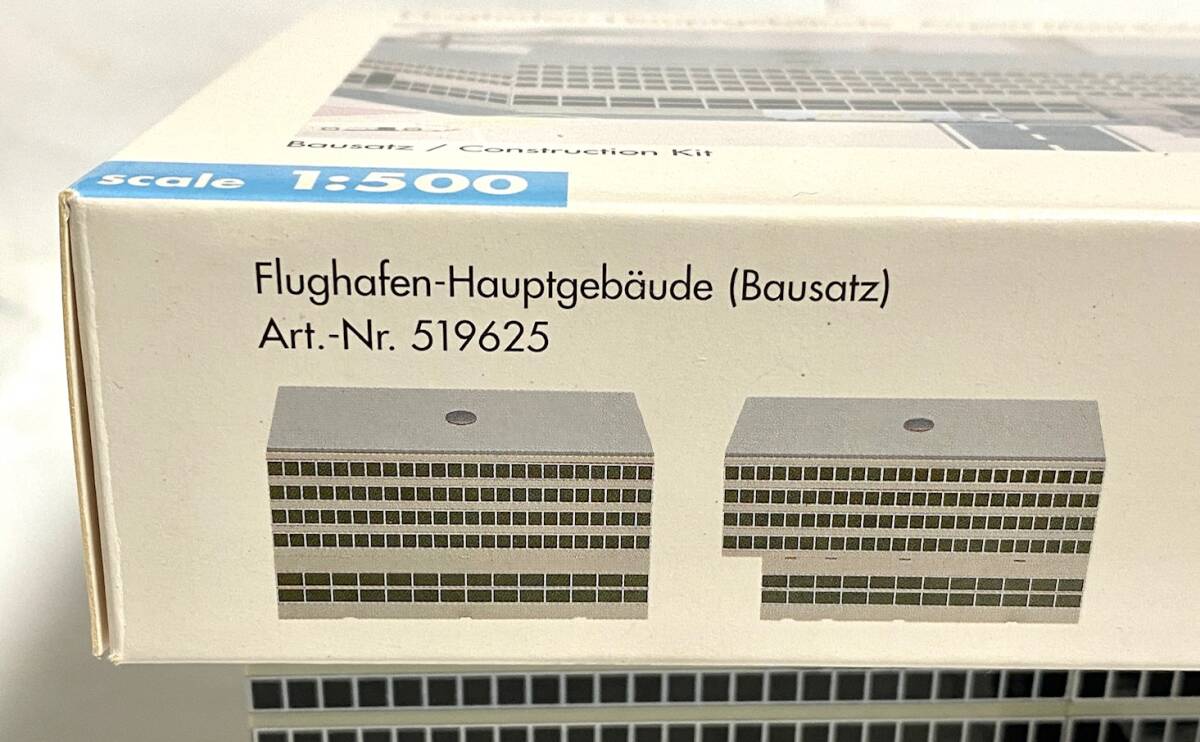 Bausatz / Construction Kit
scale 1:500
Flughafen-Hauptgebäude (Bausatz)
Art.-Nr. 519625